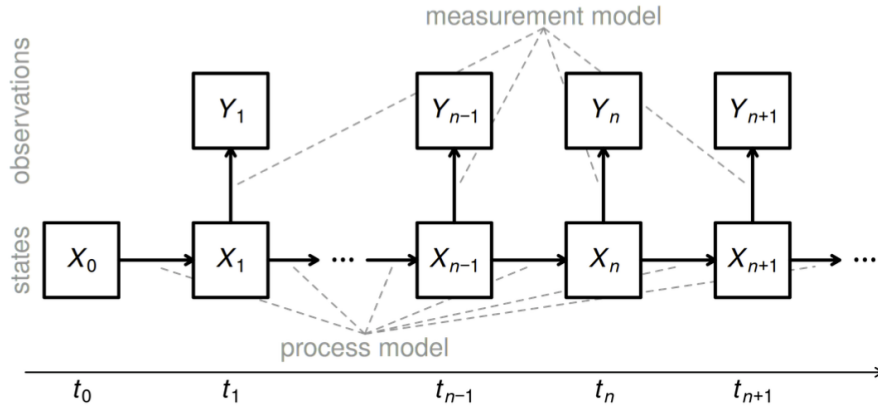 measurement model
observations
Y₁ Yₙ₋₁ Yₙ Yₙ₊₁
states
X₀ X₁ ... Xₙ₋₁ Xₙ Xₙ₊₁ ...
process model
t₀ t₁ tₙ₋₁ tₙ tₙ₊₁